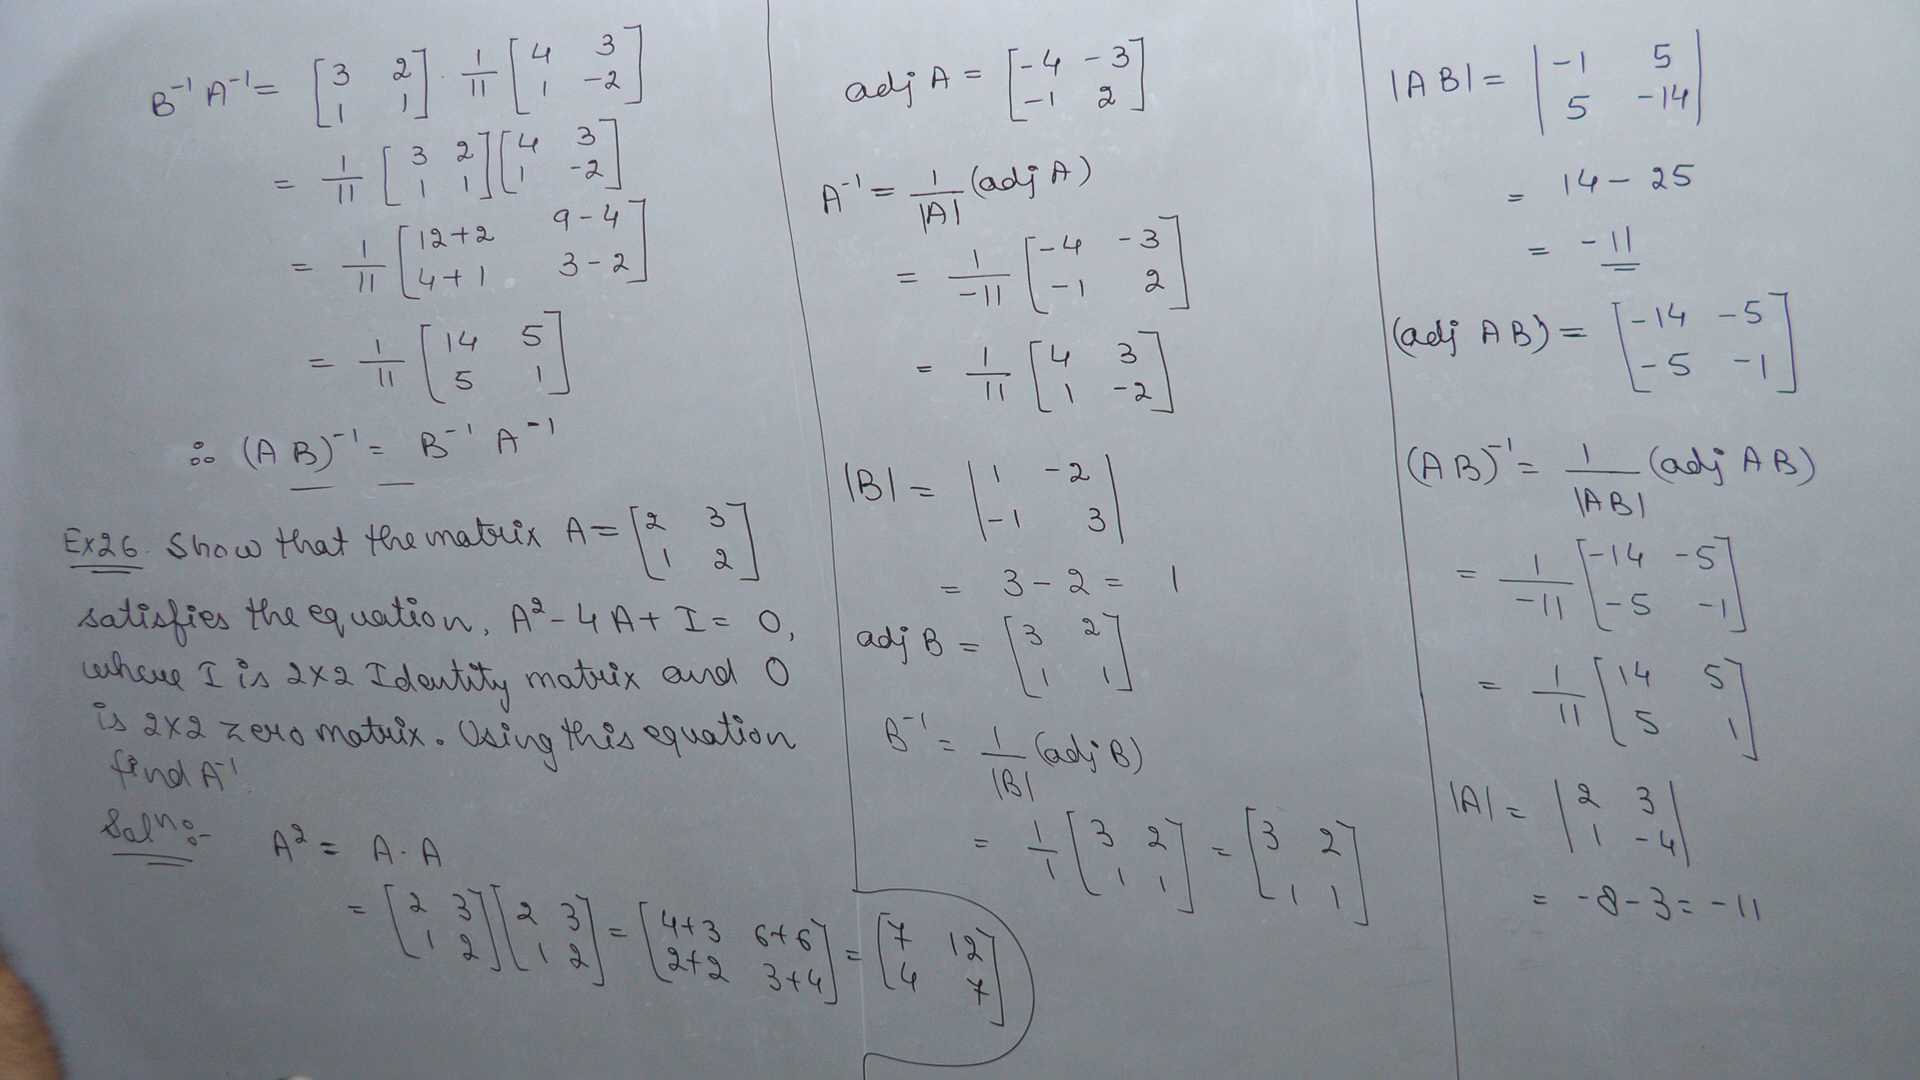 B⁻¹ A⁻¹ = [3 2; 1 1] · 1/11 [4 3; 1 -2]
= 1/11 [3 2; 1 1] [4 3; 1 -2]
= 1/11 [12+2 9-4; 4+1 3-2]
= 1/11 [14 5; 5 1]
∴ (AB)⁻¹ = B⁻¹ A⁻¹
Ex26. Show that the matrix A = [2 3; 1 2]
satisfies the equation, A² - 4A + I = O,
where I is 2×2 Identity matrix and O
is 2×2 zero matrix. Using this equation
find A⁻¹
Solⁿ:- A² = A · A
= [2 3; 1 2] [2 3; 1 2] = [4+3 6+6; 2+2 3+4] = [7 12; 4 7]
adj A = [-4 -3; -1 2]
A⁻¹ = 1/|A| (adj A)
= 1/-11 [-4 -3; -1 2]
= 1/11 [4 3; 1 -2]
|B| = |1 -2; -1 3|
= 3 - 2 = 1
adj B = [3 2; 1 1]
B⁻¹ = 1/|B| (adj B)
= 1/1 [3 2; 1 1] = [3 2; 1 1]
|AB| = |-1 5; 5 -14|
= 14 - 25
= -11
(adj AB) = [-14 -5; -5 -1]
(AB)⁻¹ = 1/|AB| (adj AB)
= 1/-11 [-14 -5; -5 -1]
= 1/11 [14 5; 5 1]
|A| = |2 3; 1 -4|
= -8 - 3 = -11